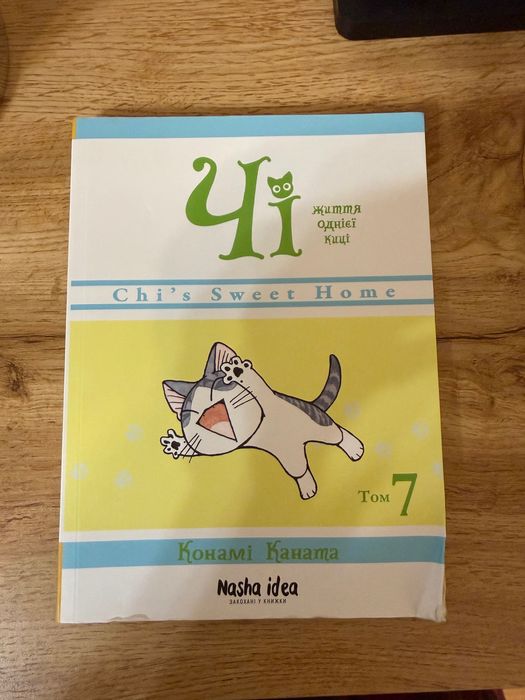 Чі
життя
однієї
киці
Chi's Sweet Home
Том 7
Конамі Каната
Nasha idea
ЗАКОХАНІ У КНИЖКИ